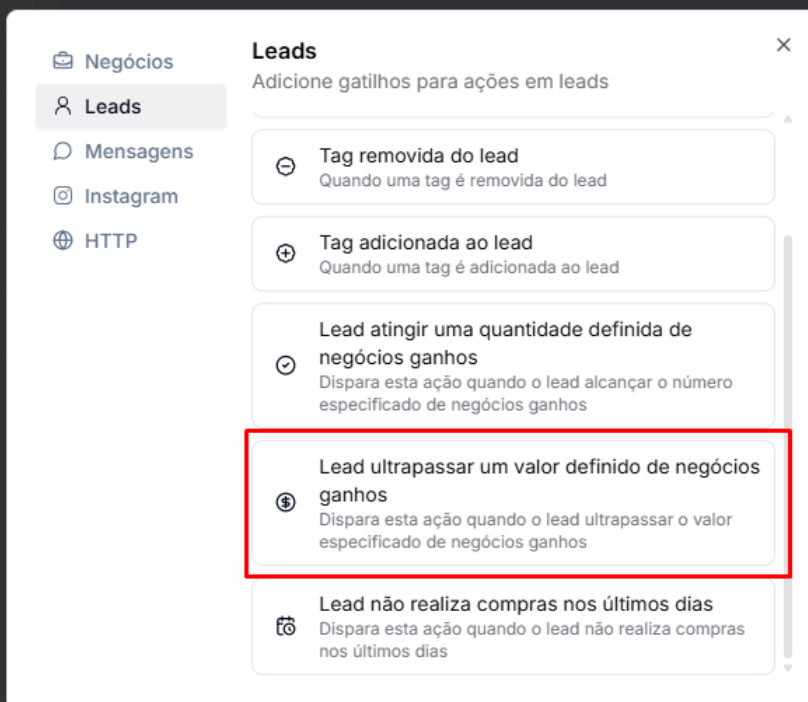 Negócios
Leads
Mensagens
Instagram
HTTP
Leads
Adicione gatilhos para ações em leads
Tag removida do lead
Quando uma tag é removida do lead
Tag adicionada ao lead
Quando uma tag é adicionada ao lead
Lead atingir uma quantidade definida de
negócios ganhos
Dispara esta ação quando o lead alcançar o número
especificado de negócios ganhos
Lead ultrapassar um valor definido de negócios
ganhos
Dispara esta ação quando o lead ultrapassar o valor
especificado de negócios ganhos
Lead não realiza compras nos últimos dias
Dispara esta ação quando o lead não realiza compras
nos últimos dias